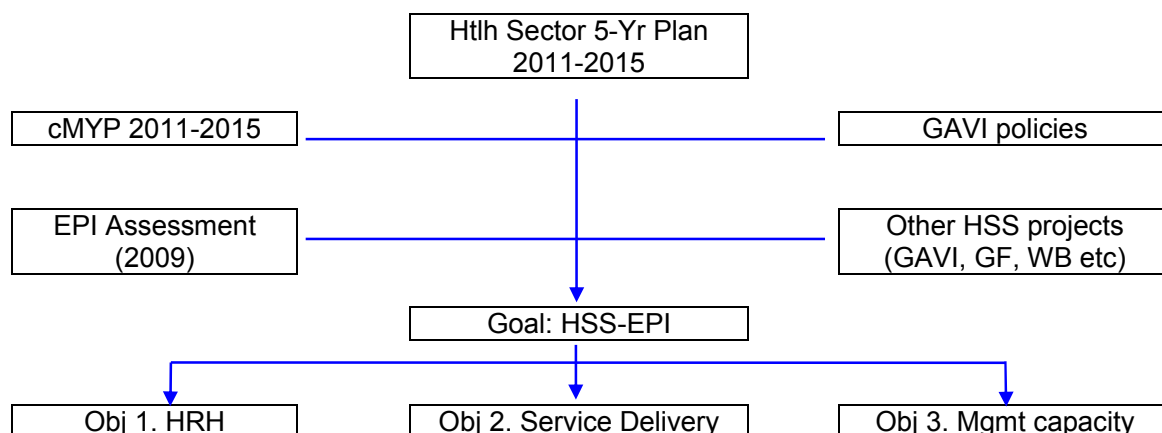 Htlh Sector 5-Yr Plan
2011-2015
cMYP 2011-2015
GAVI policies
EPI Assessment
(2009)
Other HSS projects
(GAVI, GF, WB etc)
Goal: HSS-EPI
Obj 1. HRH
Obj 2. Service Delivery
Obj 3. Mgmt capacity